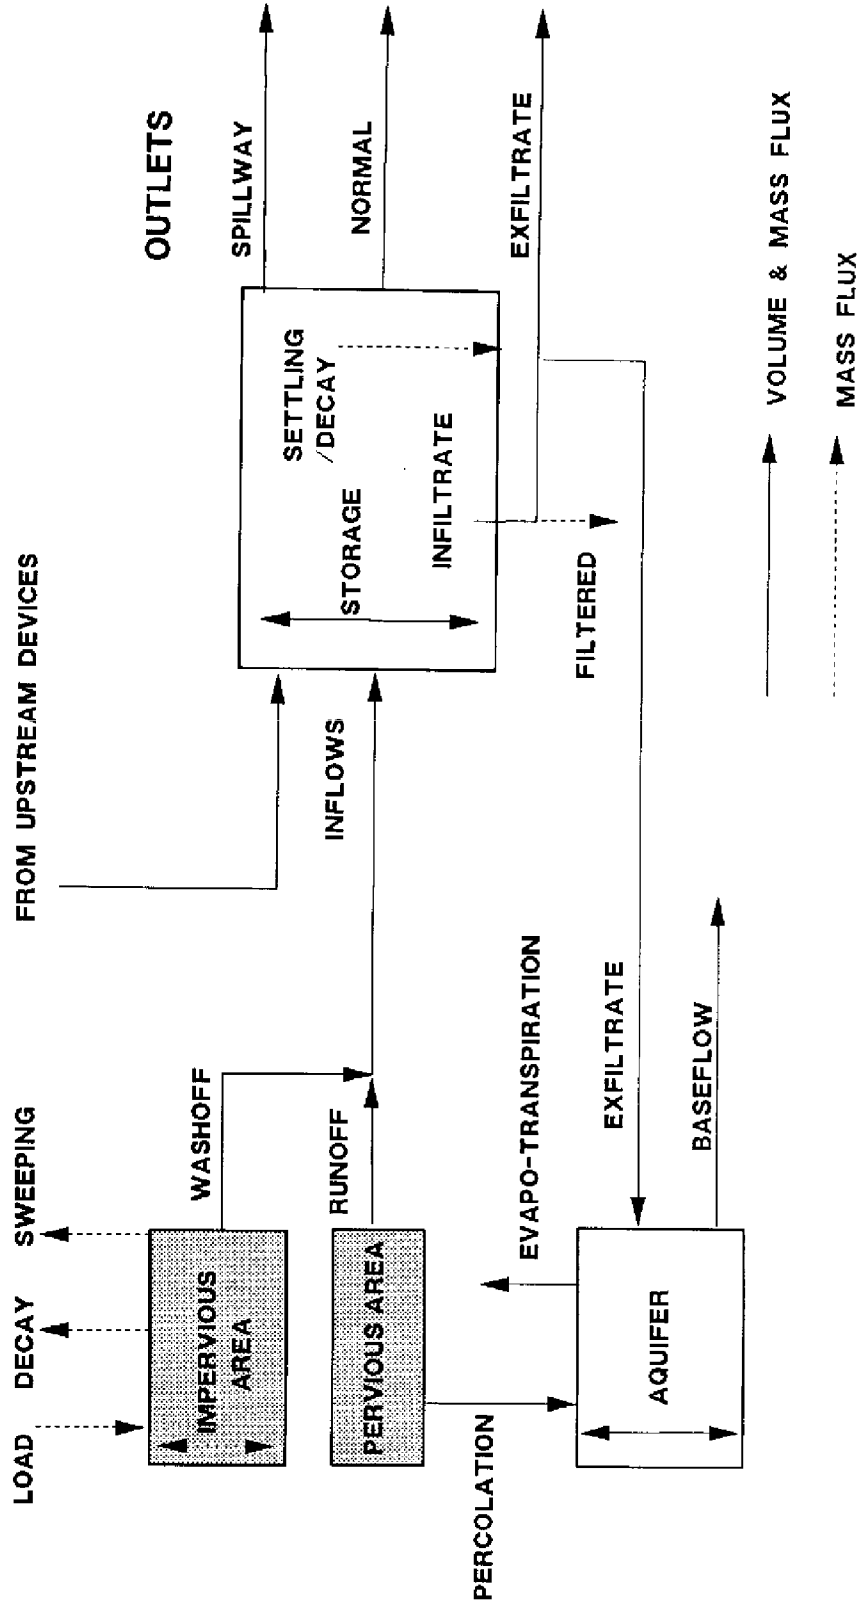 LOAD
DECAY
SWEEPING
FROM UPSTREAM DEVICES
OUTLETS
IMPERVIOUS
AREA
WASHOFF
SPILLWAY
SETTLING
/DECAY
RUNOFF
INFLOWS
STORAGE
NORMAL
PERVIOUS AREA
INFILTRATE
PERCOLATION
EVAPO-TRANSPIRATION
EXFILTRATE
FILTERED
EXFILTRATE
AQUIFER
BASEFLOW
VOLUME & MASS FLUX
MASS FLUX